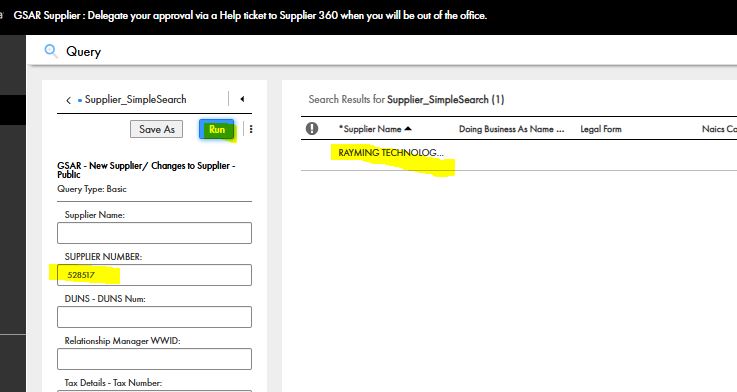 GSAR Supplier : Delegate your approval via a Help ticket to Supplier 360 when you will be out of the office.
Query
Supplier_SimpleSearch
Save As
Run
GSAR - New Supplier/ Changes to Supplier -
Public
Query Type: Basic
Supplier Name:
SUPPLIER NUMBER:
528517
DUNS - DUNS Num:
Relationship Manager WWID:
Tax Details - Tax Number:
Search Results for Supplier_SimpleSearch (1)
*Supplier Name Doing Business As Name ... Legal Form Naics Co
RAYMING TECHNOLOG...